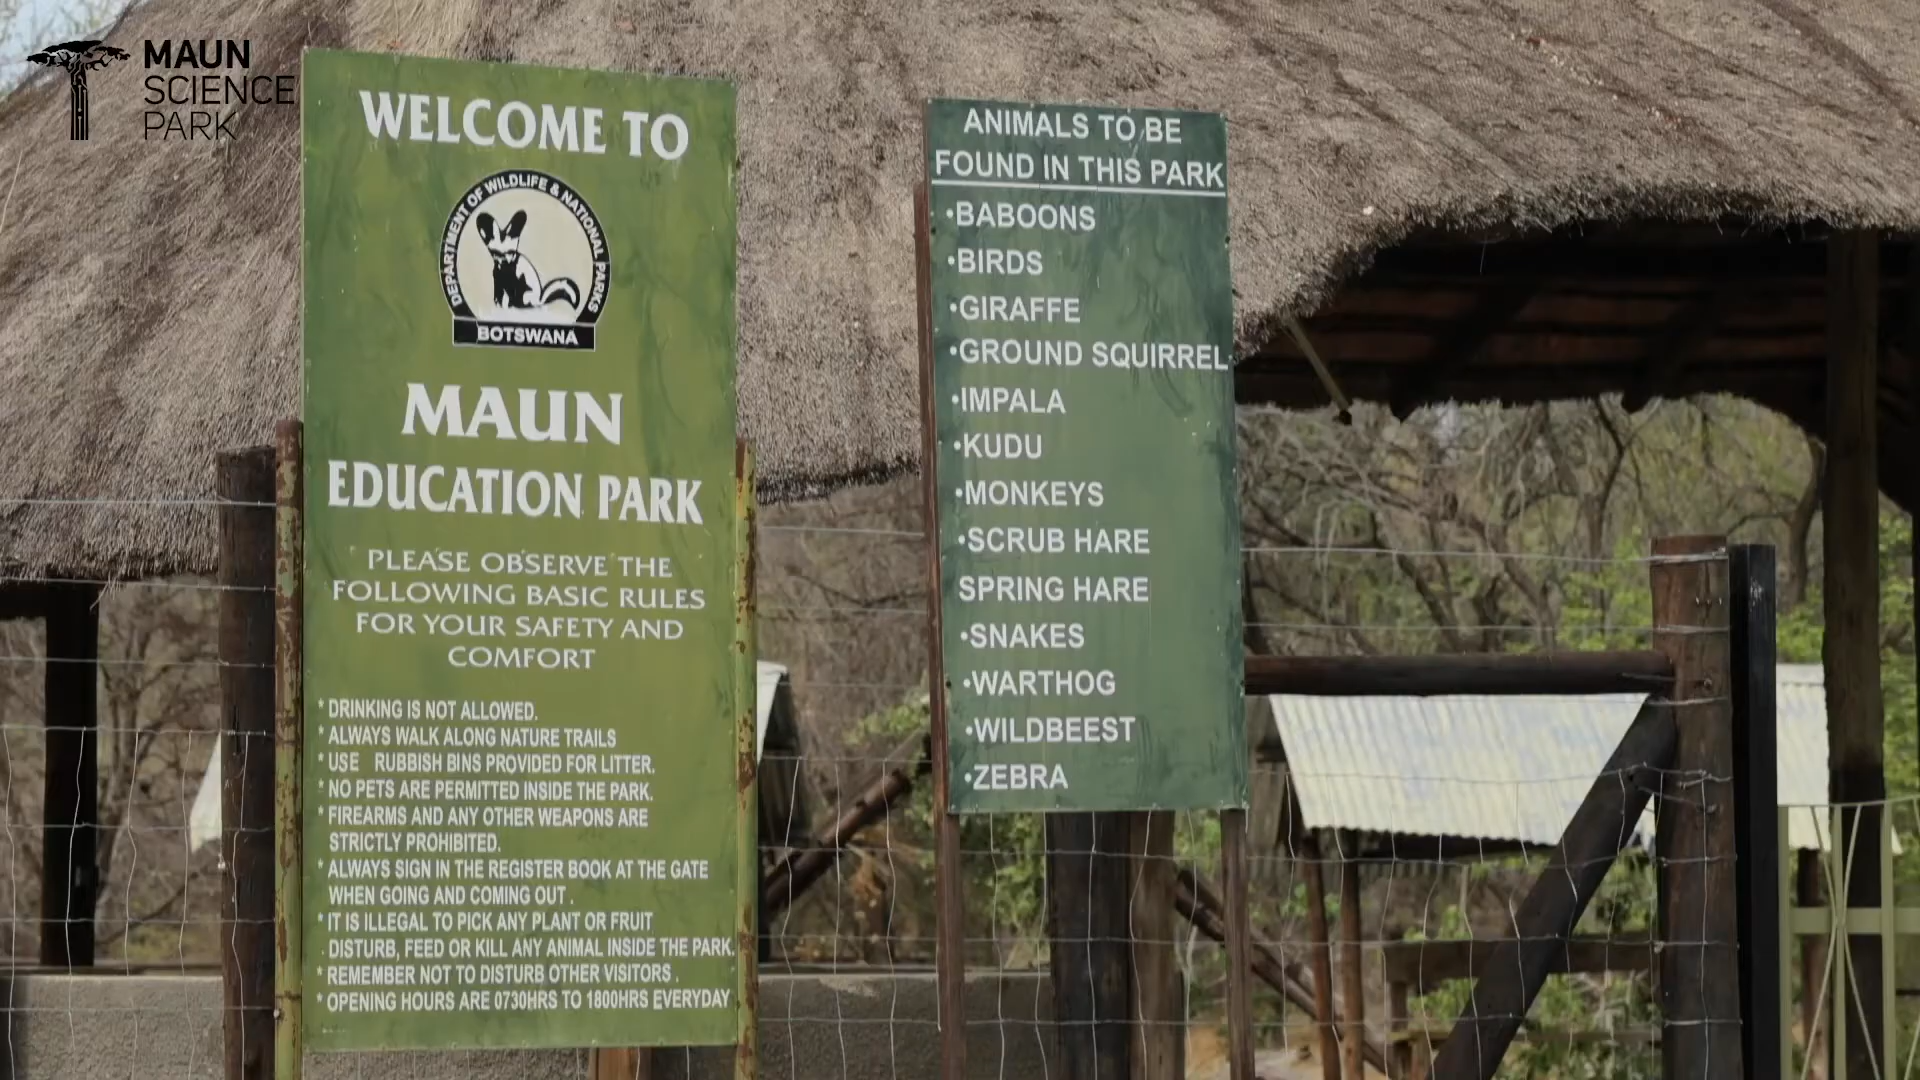 MAUN
SCIENCE
PARK
WELCOME TO
DEPARTMENT OF WILDLIFE & NATIONAL PARKS
BOTSWANA
MAUN
EDUCATION PARK
PLEASE OBSERVE THE
FOLLOWING BASIC RULES
FOR YOUR SAFETY AND
COMFORT
* DRINKING IS NOT ALLOWED.
* ALWAYS WALK ALONG NATURE TRAILS
* USE RUBBISH BINS PROVIDED FOR LITTER.
* NO PETS ARE PERMITTED INSIDE THE PARK.
* FIREARMS AND ANY OTHER WEAPONS ARE
STRICTLY PROHIBITED.
* ALWAYS SIGN IN THE REGISTER BOOK AT THE GATE
WHEN GOING AND COMING OUT .
* IT IS ILLEGAL TO PICK ANY PLANT OR FRUIT
. DISTURB, FEED OR KILL ANY ANIMAL INSIDE THE PARK.
* REMEMBER NOT TO DISTURB OTHER VISITORS .
* OPENING HOURS ARE 0730HRS TO 1800HRS EVERYDAY
ANIMALS TO BE
FOUND IN THIS PARK
•BABOONS
•BIRDS
•GIRAFFE
•GROUND SQUIRREL
•IMPALA
•KUDU
•MONKEYS
•SCRUB HARE
SPRING HARE
•SNAKES
•WARTHOG
•WILDBEEST
•ZEBRA